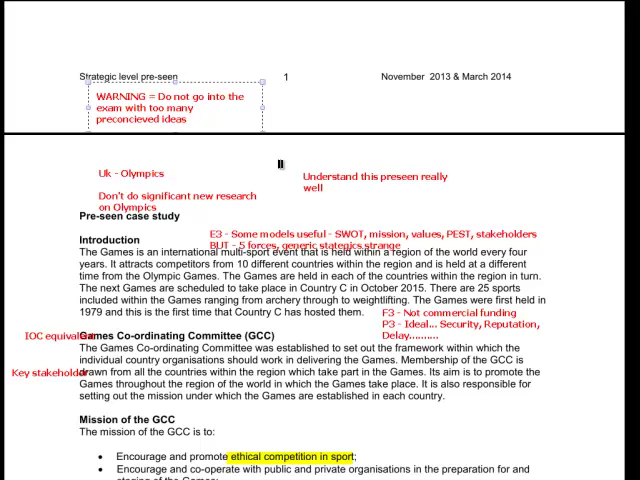 Strategic level pre-seen 1 November 2013 & March 2014
WARNING = Do not go into the
exam with too many
preconcieved ideas
Uk - Olympics
Understand this preseen really
well
Don't do significant new research
on Olympics
Pre-seen case study
E3 - Some models useful - SWOT, mission, values, PEST, stakeholders
BUT - 5 forces, generic stategics strange
Introduction
The Games is an international multi-sport event that is held within a region of the world every four
years. It attracts competitors from 10 different countries within the region and is held at a different
time from the Olympic Games. The Games are held in each of the countries within the region in turn.
The next Games are scheduled to take place in Country C in October 2015. There are 25 sports
included within the Games ranging from archery through to weightlifting. The Games were first held in
1979 and this is the first time that Country C has hosted them.
F3 - Not commercial funding
P3 - Ideal... Security, Reputation,
Delay..........
IOC equivalent
Games Co-ordinating Committee (GCC)
The Games Co-ordinating Committee was established to set out the framework within which the
individual country organisations should work in delivering the Games. Membership of the GCC is
Key stakeholder
drawn from all the countries within the region which take part in the Games. Its aim is to promote the
Games throughout the region of the world in which the Games take place. It is also responsible for
setting out the mission under which the Games are established in each country.
Mission of the GCC
The mission of the GCC is to:
• Encourage and promote ethical competition in sport;
• Encourage and co-operate with public and private organisations in the preparation for and
staging of the Games;